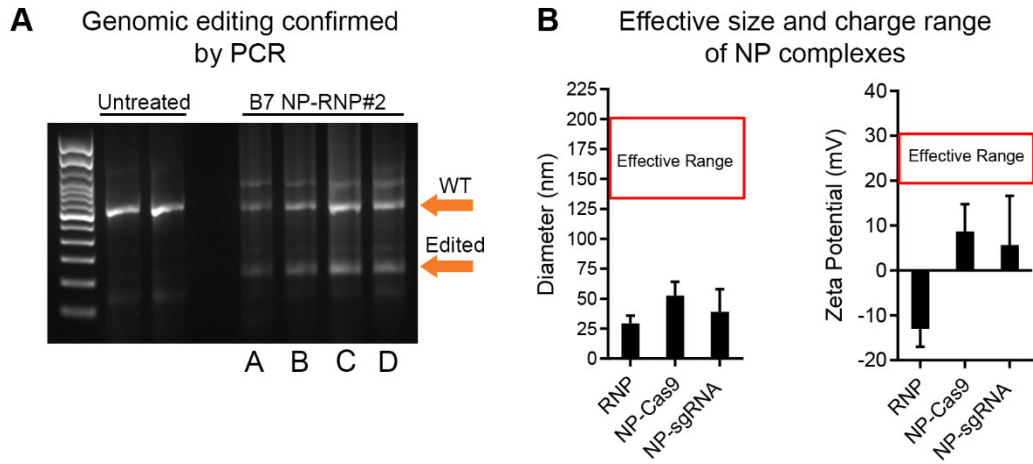 A
Genomic editing confirmed
by PCR
Untreated
B7 NP-RNP#2
WT
Edited
A B C D
B
Effective size and charge range
of NP complexes
Diameter (nm)
225
200
175
150
125
100
75
50
25
0
Effective Range
RNP
NP-Cas9
NP-sgRNA
Zeta Potential (mV)
40
30
20
10
0
-10
-20
Effective Range
RNP
NP-Cas9
NP-sgRNA